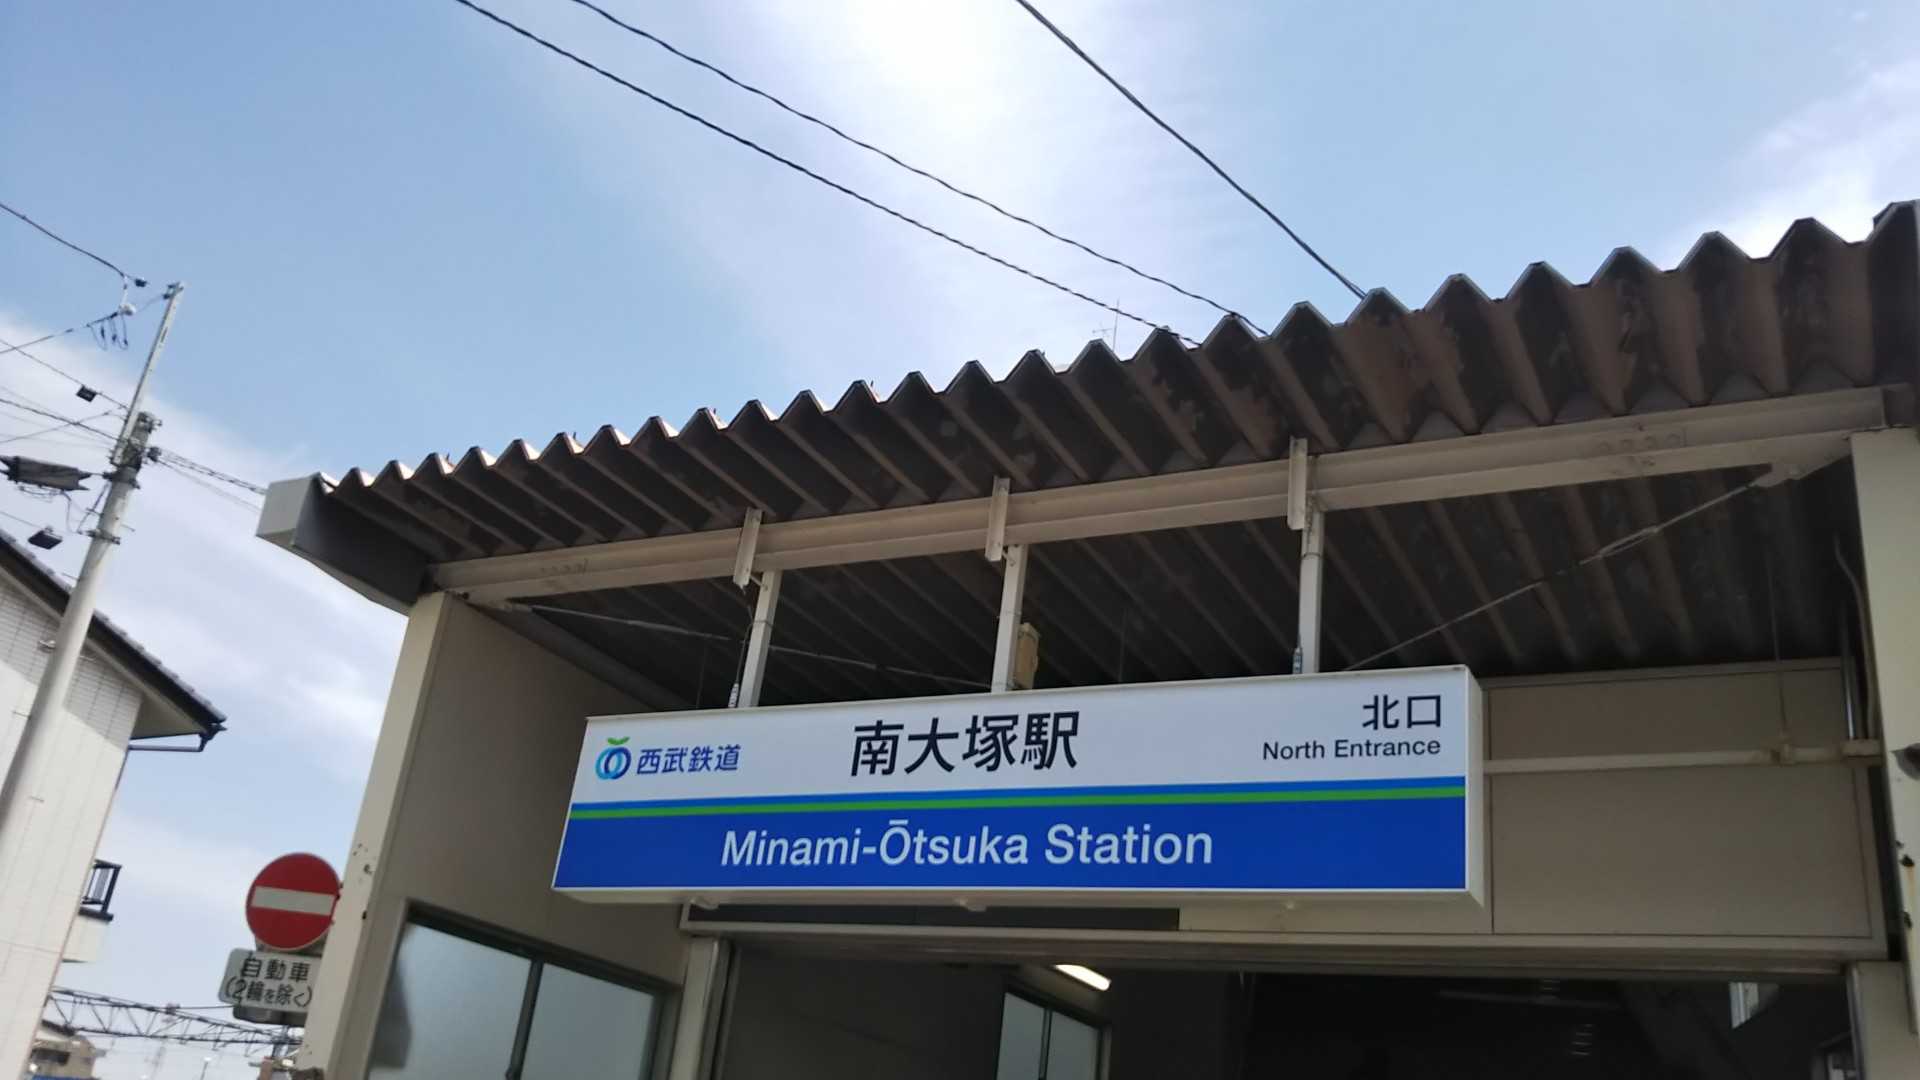 西武鉄道
南大塚駅
北口
North Entrance
Minami-Ōtsuka Station
自動車
(2輪を除く)